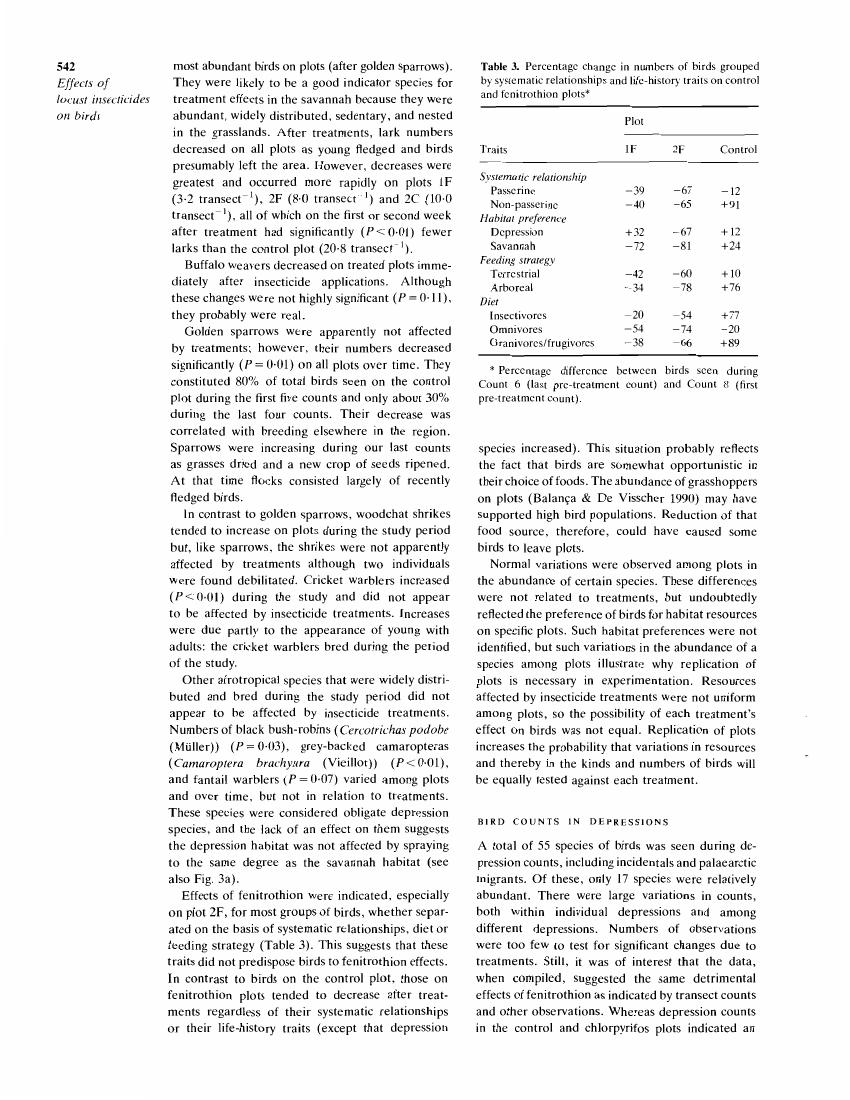 542
Effects of
locust insecticides
on birds
most abundant birds on plots (after golden sparrows).
They were likely to be a good indicator species for
treatment effects in the savannah because they were
abundant, widely distributed, sedentary, and nested
in the grasslands. After treatments, lark numbers
decreased on all plots as young fledged and birds
presumably left the area. However, decreases were
greatest and occurred more rapidly on plots 1F
(3·2 transect⁻¹), 2F (8·0 transect⁻¹) and 2C (10·0
transect⁻¹), all of which on the first or second week
after treatment had significantly (P<0·01) fewer
larks than the control plot (20·8 transect⁻¹).
Buffalo weavers decreased on treated plots imme-
diately after insecticide applications. Although
these changes were not highly significant (P = 0·11),
they probably were real.
Golden sparrows were apparently not affected
by treatments; however, their numbers decreased
significantly (P = 0·01) on all plots over time. They
constituted 80% of total birds seen on the control
plot during the first five counts and only about 30%
during the last four counts. Their decrease was
correlated with breeding elsewhere in the region.
Sparrows were increasing during our last counts
as grasses dried and a new crop of seeds ripened.
At that time flocks consisted largely of recently
fledged birds.
In contrast to golden sparrows, woodchat shrikes
tended to increase on plots during the study period
but, like sparrows, the shrikes were not apparently
affected by treatments although two individuals
were found debilitated. Cricket warblers increased
(P<0·01) during the study and did not appear
to be affected by insecticide treatments. Increases
were due partly to the appearance of young with
adults: the cricket warblers bred during the period
of the study.
Other afrotropical species that were widely distri-
buted and bred during the study period did not
appear to be affected by insecticide treatments.
Numbers of black bush-robins (Cercotrichas podobe
(Müller)) (P = 0·03), grey-backed camaropteras
(Camaroptera brachyura (Vieillot)) (P<0·01),
and fantail warblers (P = 0·07) varied among plots
and over time, but not in relation to treatments.
These species were considered obligate depression
species, and the lack of an effect on them suggests
the depression habitat was not affected by spraying
to the same degree as the savannah habitat (see
also Fig. 3a).
Effects of fenitrothion were indicated, especially
on plot 2F, for most groups of birds, whether separ-
ated on the basis of systematic relationships, diet or
feeding strategy (Table 3). This suggests that these
traits did not predispose birds to fenitrothion effects.
In contrast to birds on the control plot, those on
fenitrothion plots tended to decrease after treat-
ments regardless of their systematic relationships
or their life-history traits (except that depression
Table 3. Percentage change in numbers of birds grouped
by systematic relationships and life-history traits on control
and fenitrothion plots*
Plot
Traits 1F 2F Control
Systematic relationship
Passerine −39 −67 −12
Non-passerine −40 −65 +91
Habitat preference
Depression +32 −67 +12
Savannah −72 −81 +24
Feeding strategy
Terrestrial −42 −60 +10
Arboreal −34 −78 +76
Diet
Insectivores −20 −54 +77
Omnivores −54 −74 −20
Granivores/frugivores −38 −66 +89
* Percentage difference between birds seen during
Count 6 (last pre-treatment count) and Count 8 (first
pre-treatment count).
species increased). This situation probably reflects
the fact that birds are somewhat opportunistic in
their choice of foods. The abundance of grasshoppers
on plots (Balança & De Visscher 1990) may have
supported high bird populations. Reduction of that
food source, therefore, could have caused some
birds to leave plots.
Normal variations were observed among plots in
the abundance of certain species. These differences
were not related to treatments, but undoubtedly
reflected the preference of birds for habitat resources
on specific plots. Such habitat preferences were not
identified, but such variations in the abundance of a
species among plots illustrate why replication of
plots is necessary in experimentation. Resources
affected by insecticide treatments were not uniform
among plots, so the possibility of each treatment's
effect on birds was not equal. Replication of plots
increases the probability that variations in resources
and thereby in the kinds and numbers of birds will
be equally tested against each treatment.
BIRD COUNTS IN DEPRESSIONS
A total of 55 species of birds was seen during de-
pression counts, including incidentals and palaearctic
migrants. Of these, only 17 species were relatively
abundant. There were large variations in counts,
both within individual depressions and among
different depressions. Numbers of observations
were too few to test for significant changes due to
treatments. Still, it was of interest that the data,
when compiled, suggested the same detrimental
effects of fenitrothion as indicated by transect counts
and other observations. Whereas depression counts
in the control and chlorpyrifos plots indicated an